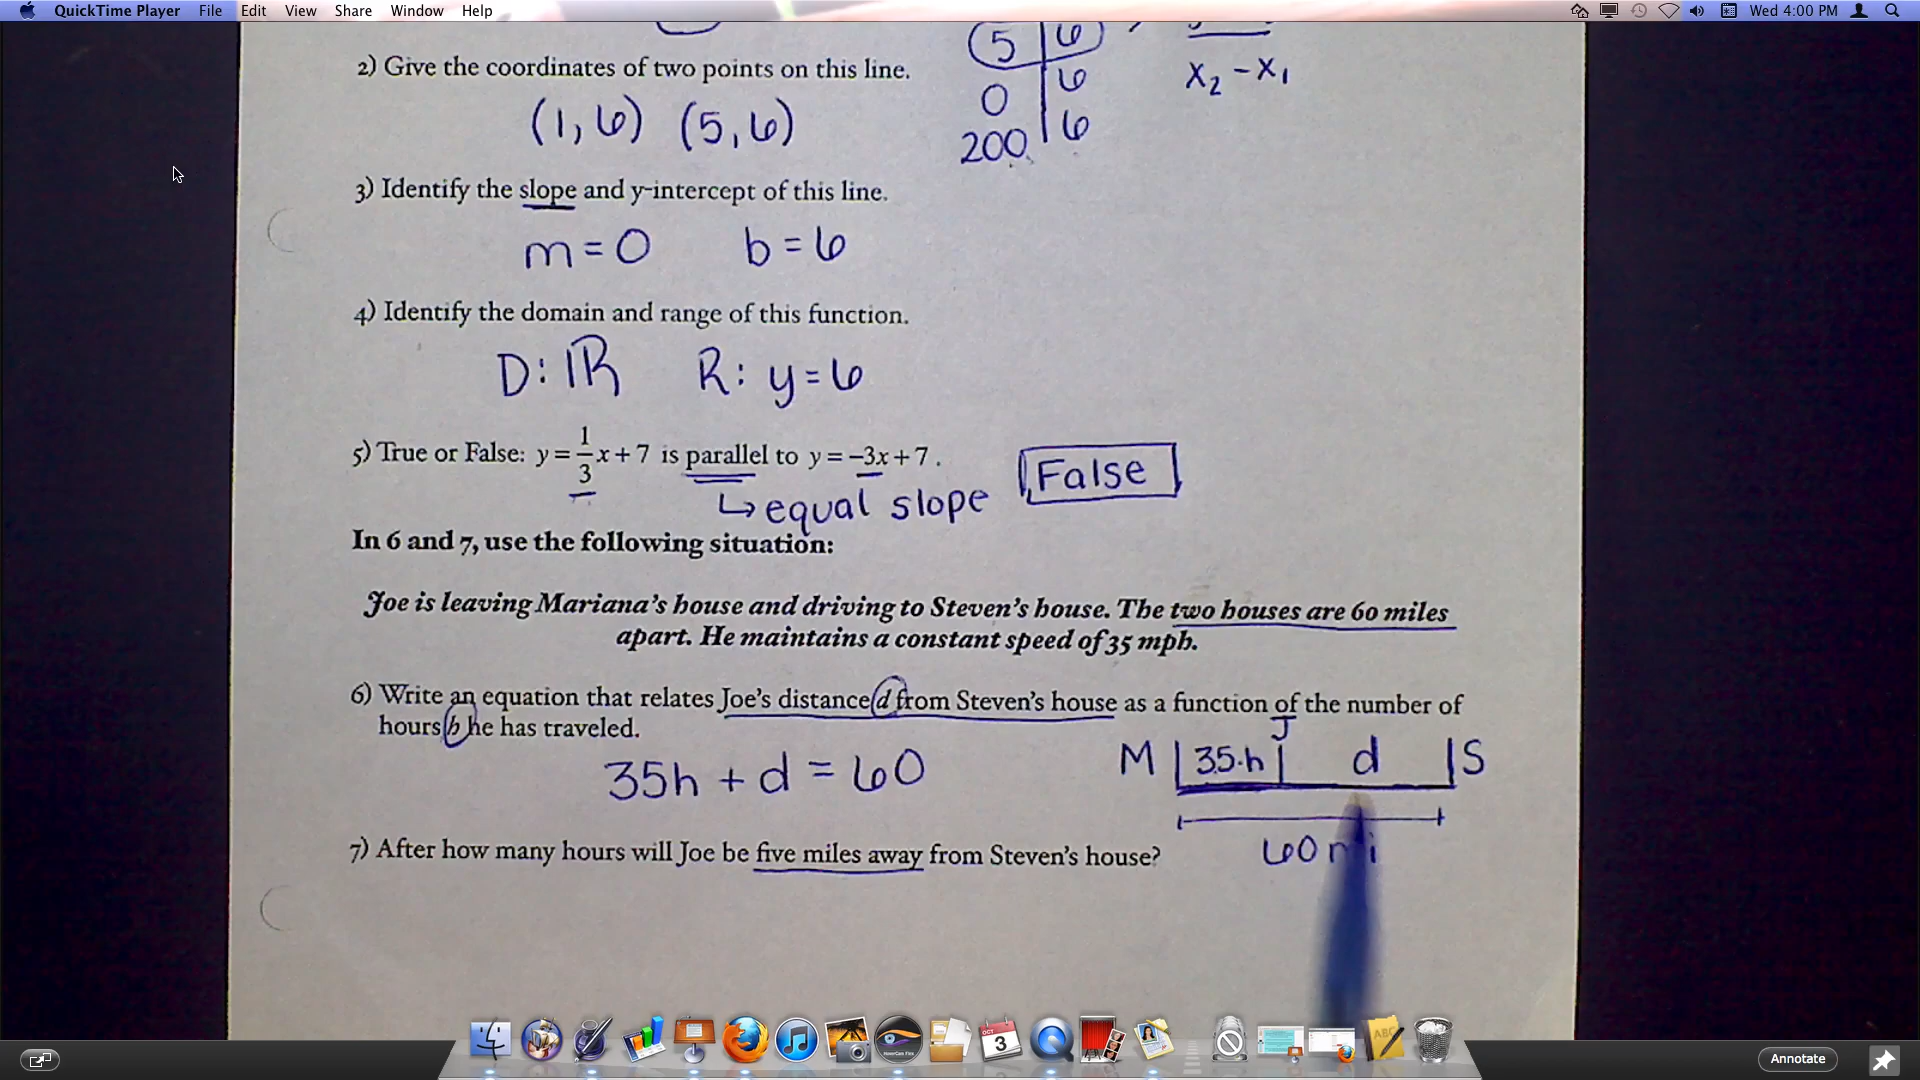 QuickTime Player File Edit View Share Window Help Wed 4:00 PM
5 6
2) Give the coordinates of two points on this line.
x₂ - x₁
0 6
(1, 6) (5, 6)
200 6
3) Identify the slope and y-intercept of this line.
m = 0 b = 6
4) Identify the domain and range of this function.
D: ℝ R: y = 6
5) True or False: y = 1/3 x + 7 is parallel to y = −3x + 7.
False
↳ equal slope
In 6 and 7, use the following situation:
Joe is leaving Mariana's house and driving to Steven's house. The two houses are 60 miles
apart. He maintains a constant speed of 35 mph.
6) Write an equation that relates Joe's distance d from Steven's house as a function of the number of
hours h he has traveled.
J
M 35·h d S
35h + d = 60
60 mi
7) After how many hours will Joe be five miles away from Steven's house?
OCT
3
ABC
Annotate